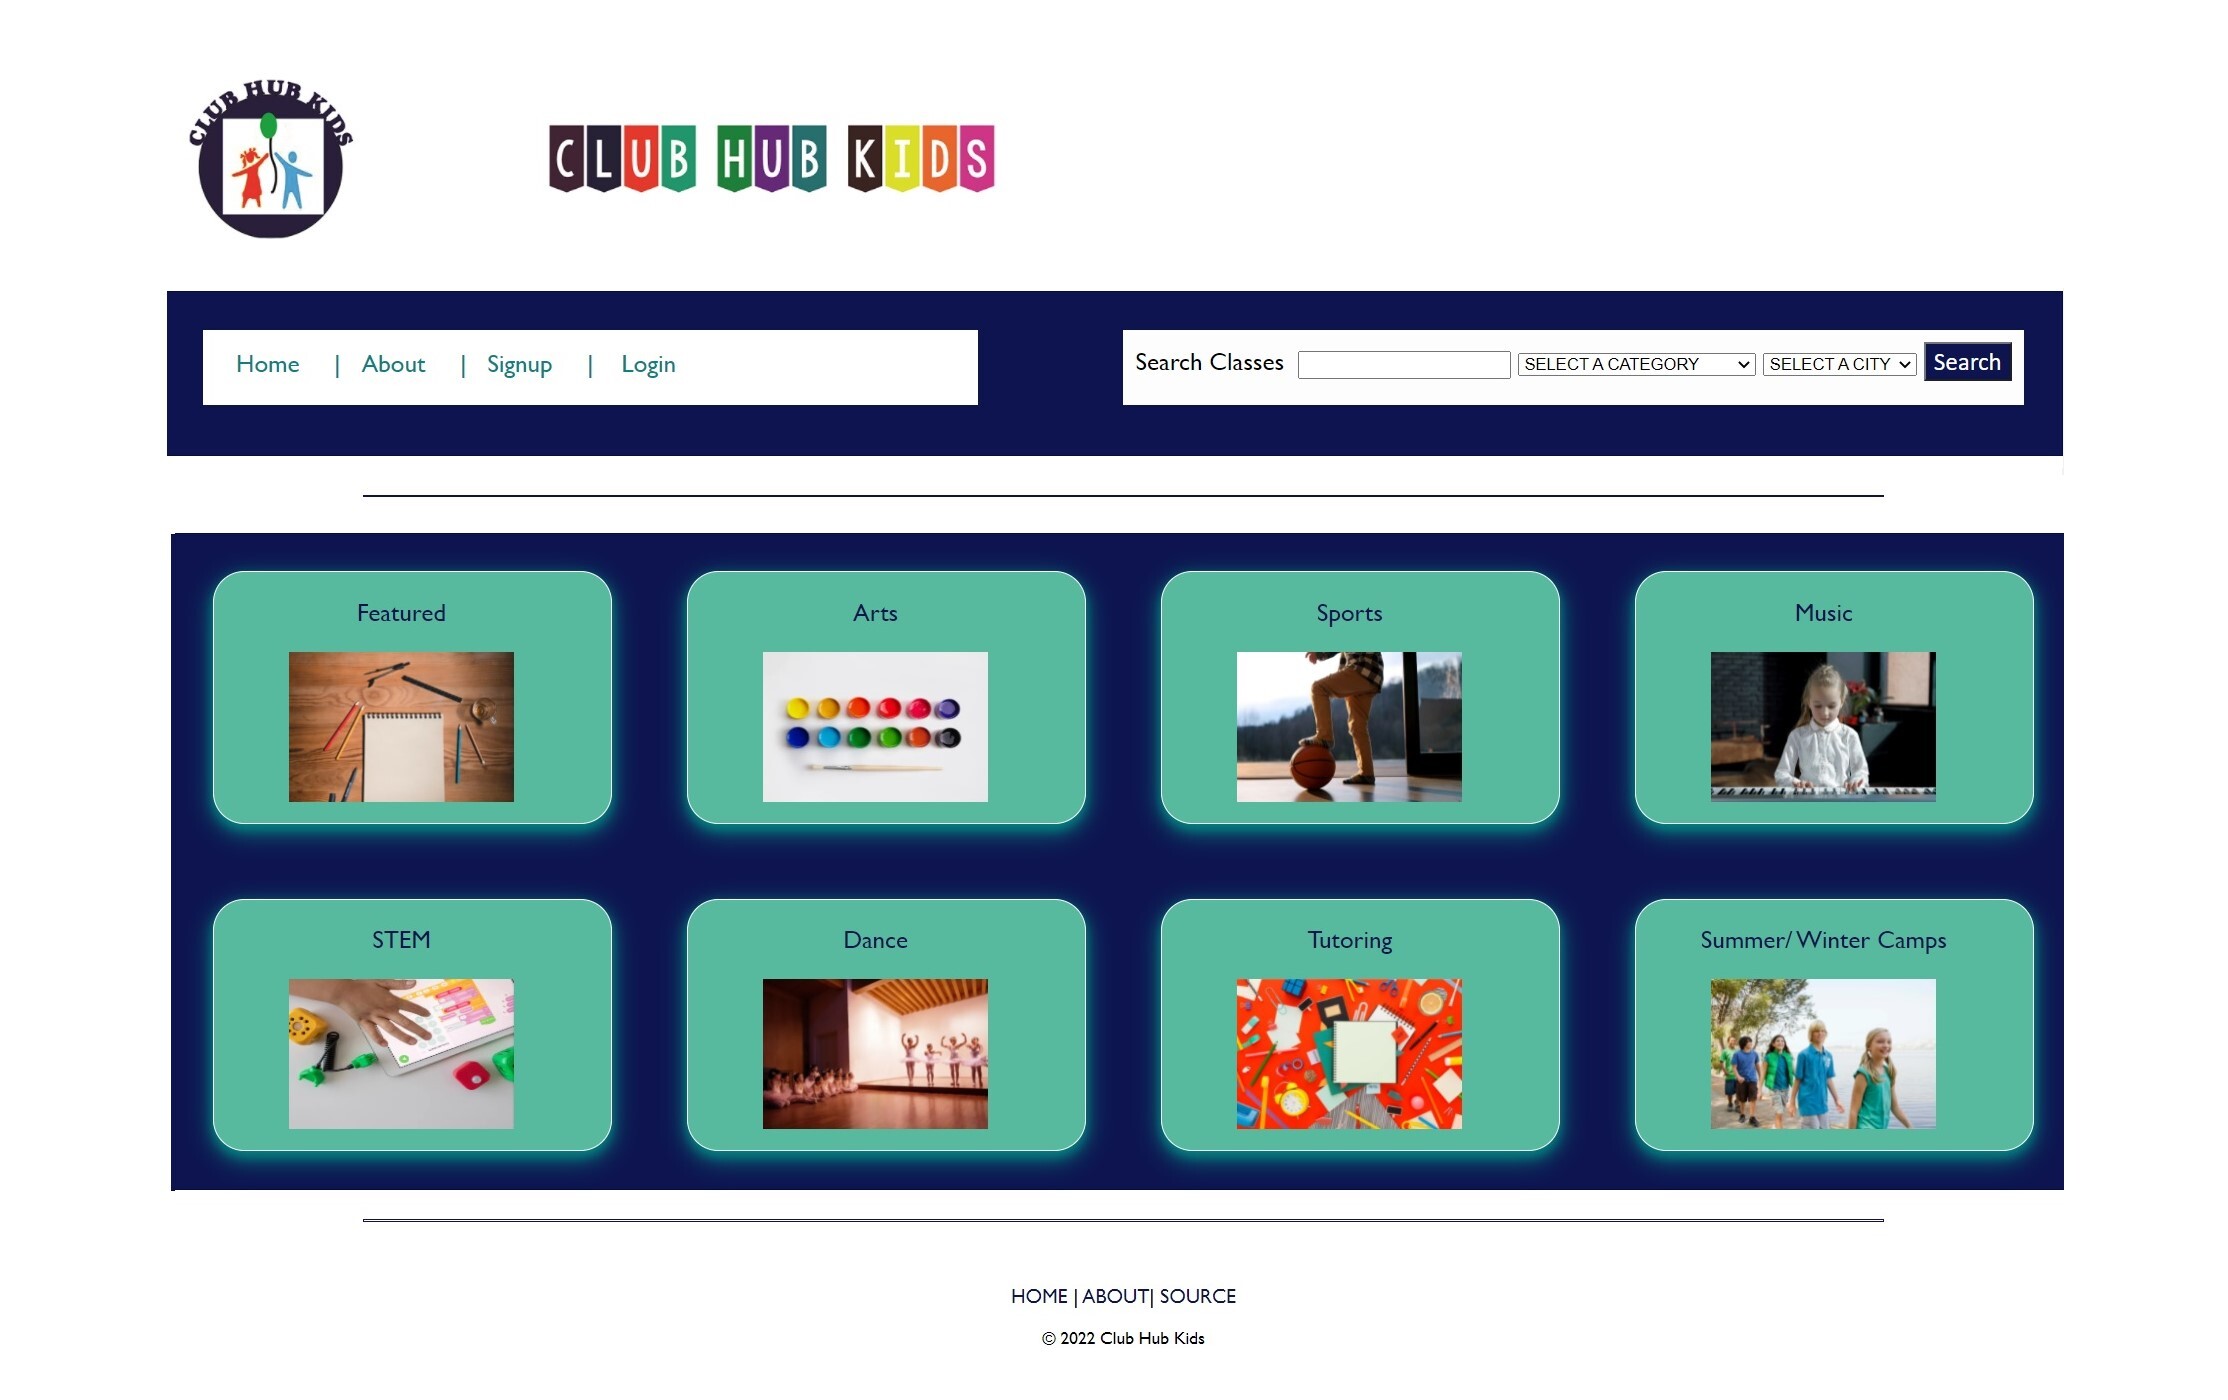 CLUB HUB KIDS
CLUB HUB KIDS
Home | About | Signup | Login
Search Classes SELECT A CATEGORY SELECT A CITY Search
Featured
Arts
Sports
Music
STEM
Dance
Tutoring
Summer/ Winter Camps
HOME | ABOUT| SOURCE
© 2022 Club Hub Kids